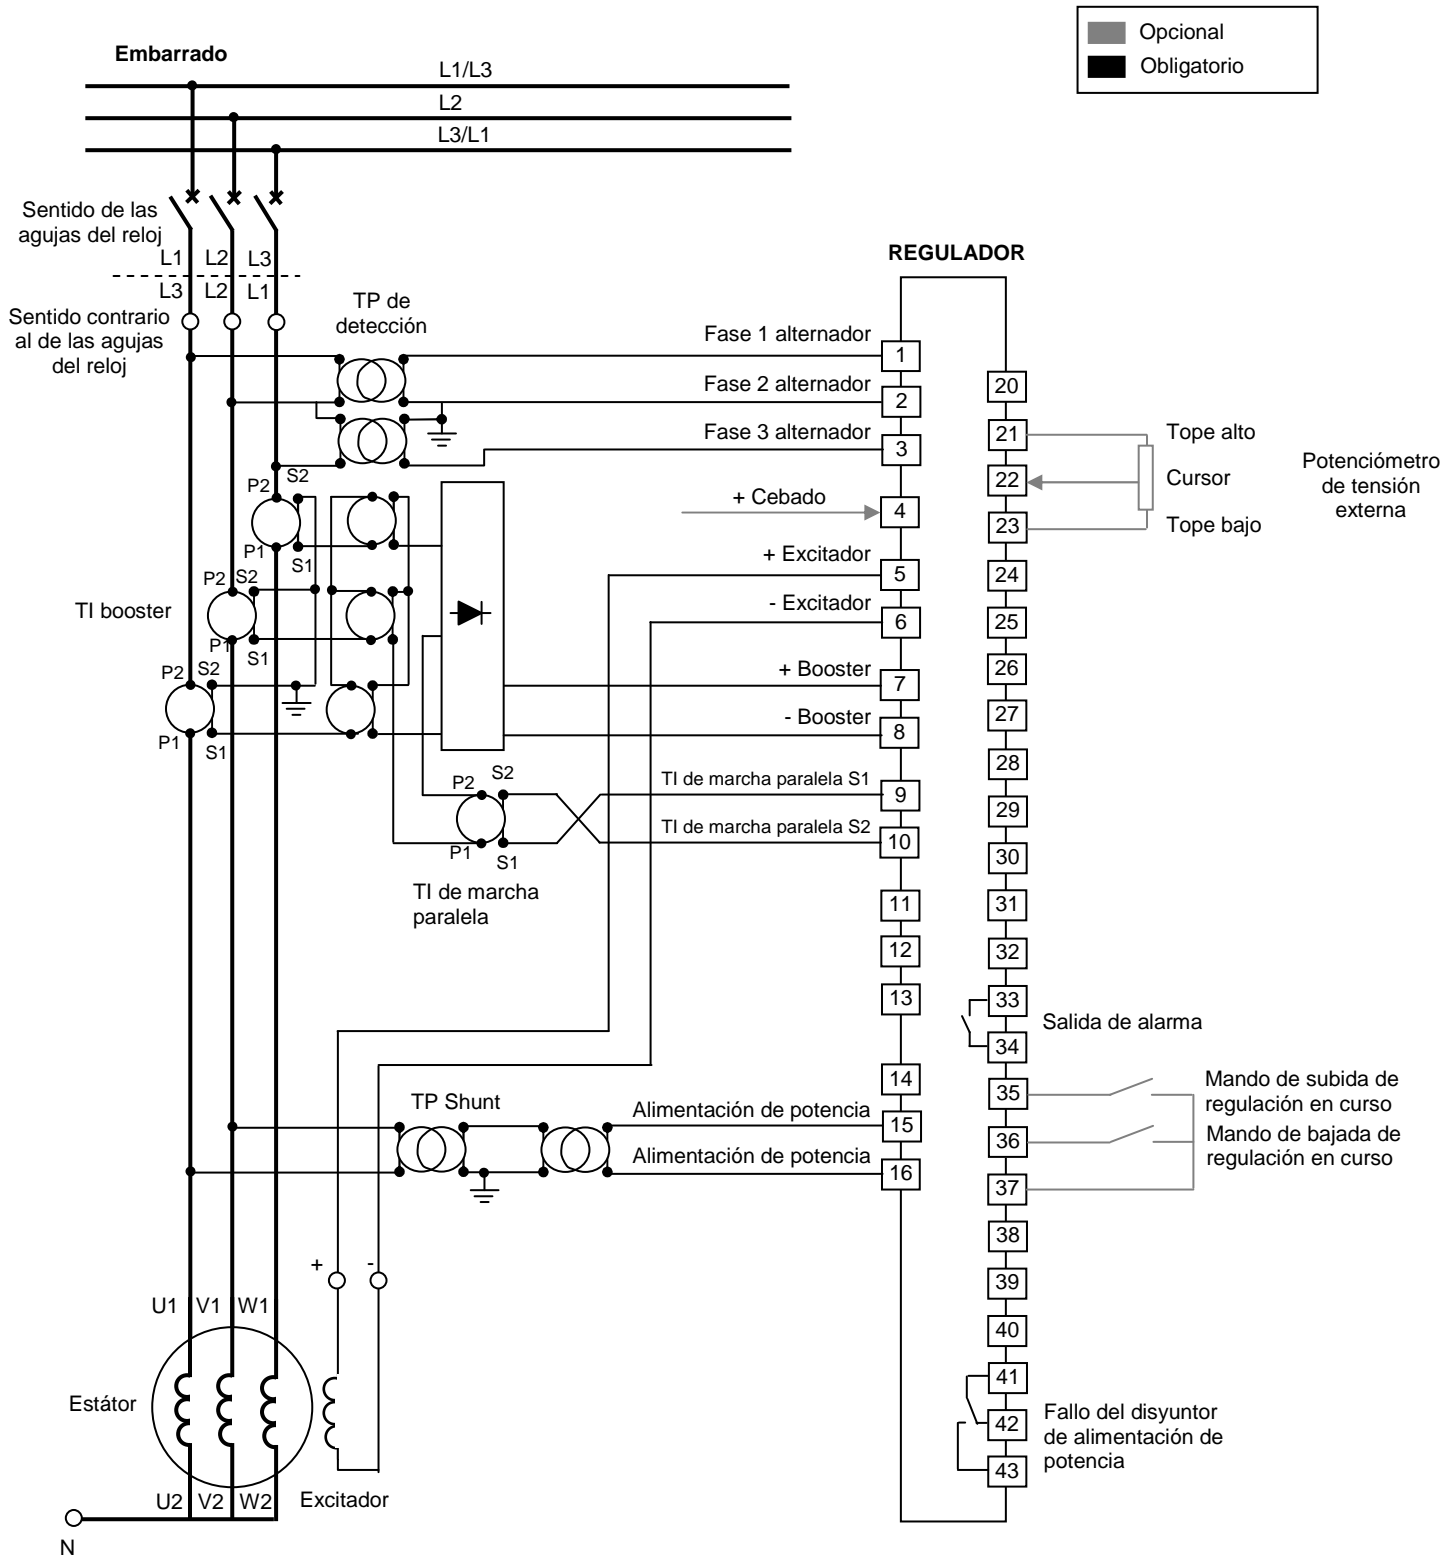 Opcional
Obligatorio
Embarrado
L1/L3
L2
L3/L1
Sentido de las
agujas del reloj
L1 L2 L3
L3 L2 L1
Sentido contrario
al de las agujas
del reloj
TP de
detección
REGULADOR
Fase 1 alternador
1
Fase 2 alternador
2
Fase 3 alternador
3
+ Cebado
4
+ Excitador
5
- Excitador
6
+ Booster
7
- Booster
8
TI de marcha paralela S1
9
TI de marcha paralela S2
10
11
12
13
14
Alimentación de potencia
15
Alimentación de potencia
16
20
21
Tope alto
22
Cursor
23
Tope bajo
Potenciómetro
de tensión
externa
24
25
26
27
28
29
30
31
32
33
Salida de alarma
34
35
Mando de subida de
regulación en curso
36
Mando de bajada de
regulación en curso
37
38
39
40
41
42
Fallo del disyuntor
de alimentación de
potencia
43
P2 S2
P1 S1
P2 S2
TI booster
P1 S1
P2 S2
P1 S1
P2 S2
P1 S1
TI de marcha
paralela
TP Shunt
+ -
U1 V1 W1
Estátor
U2 V2 W2
Excitador
N